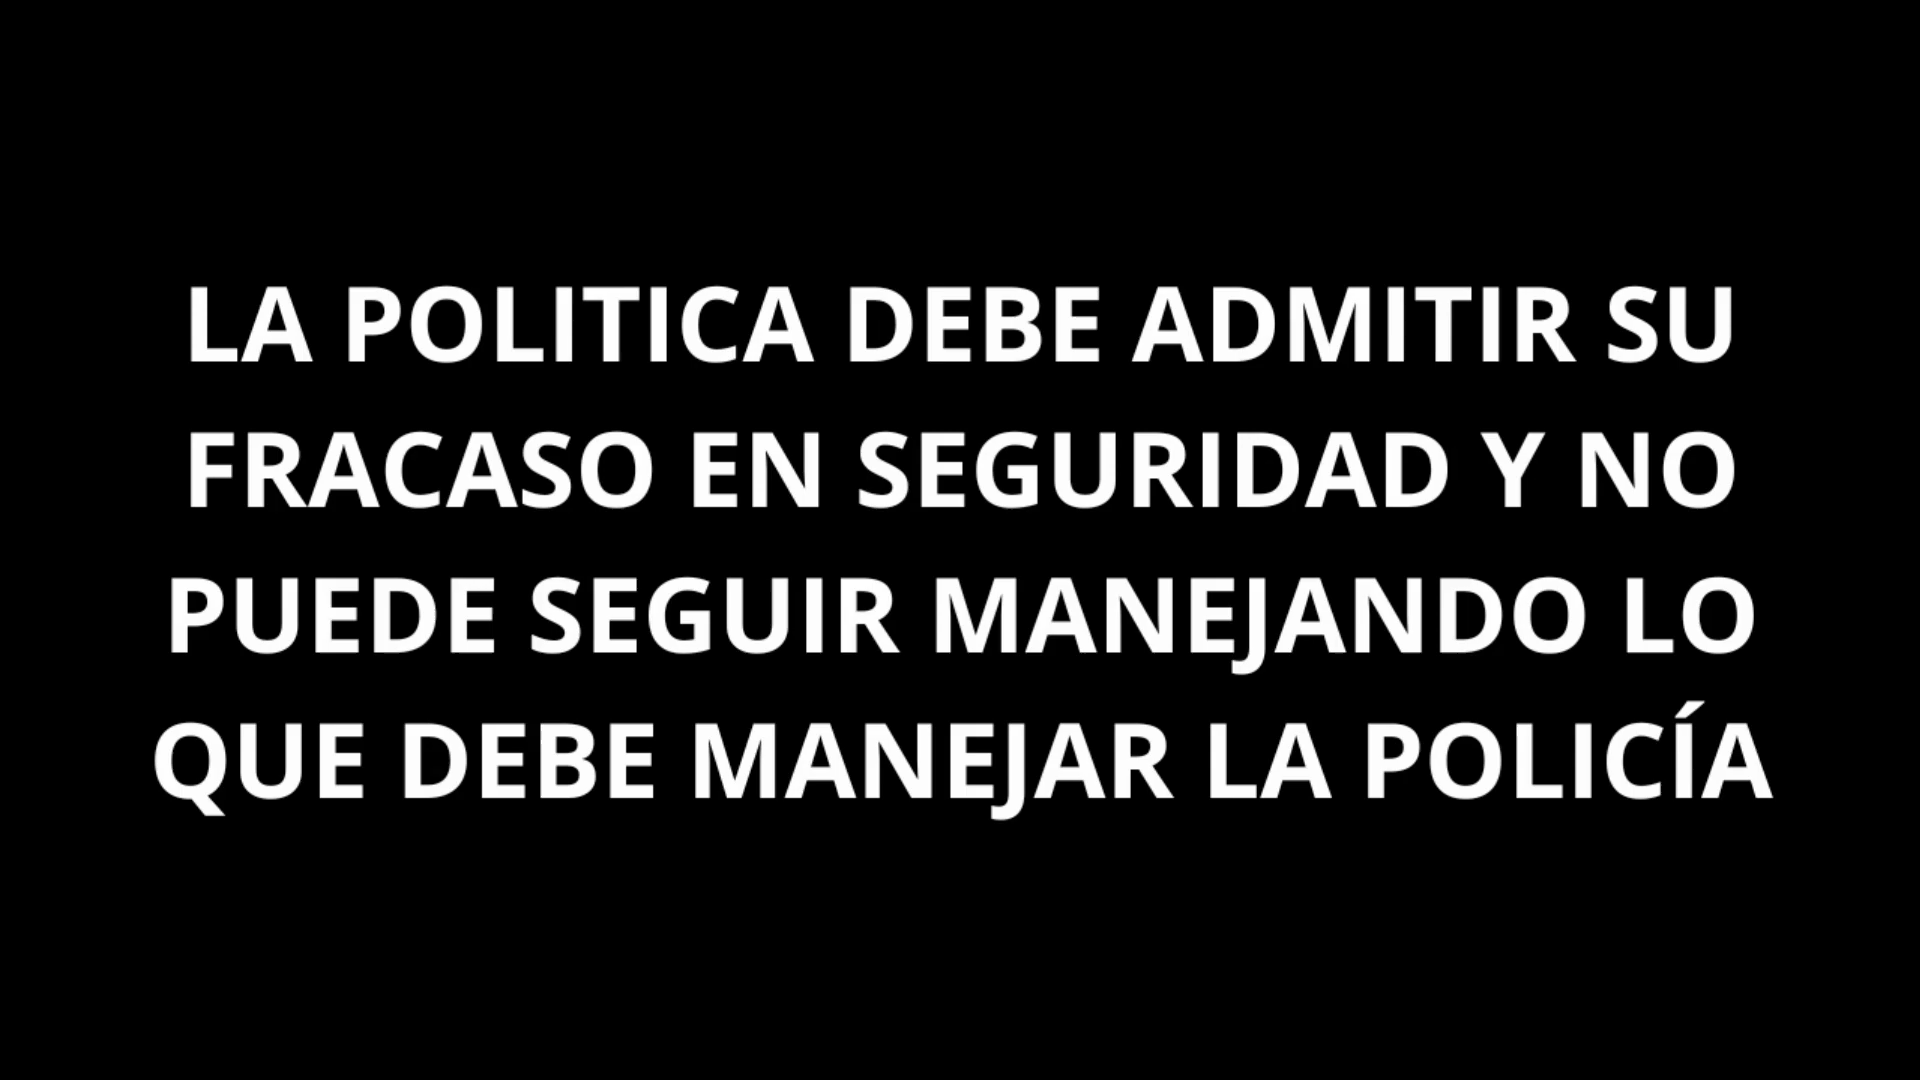 LA POLITICA DEBE ADMITIR SU
FRACASO EN SEGURIDAD Y NO
PUEDE SEGUIR MANEJANDO LO
QUE DEBE MANEJAR LA POLICÍA